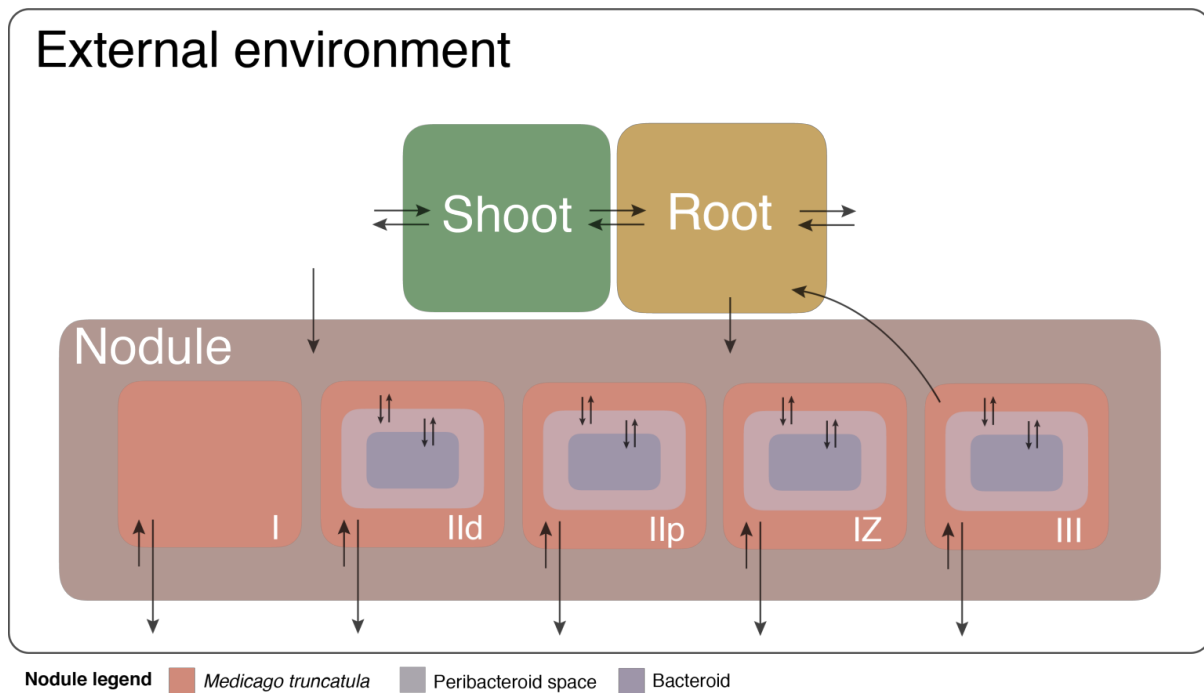 External environment
Shoot
Root
Nodule
I
IId
IIp
IZ
III
Nodule legend
Medicago truncatula
Peribacteroid space
Bacteroid